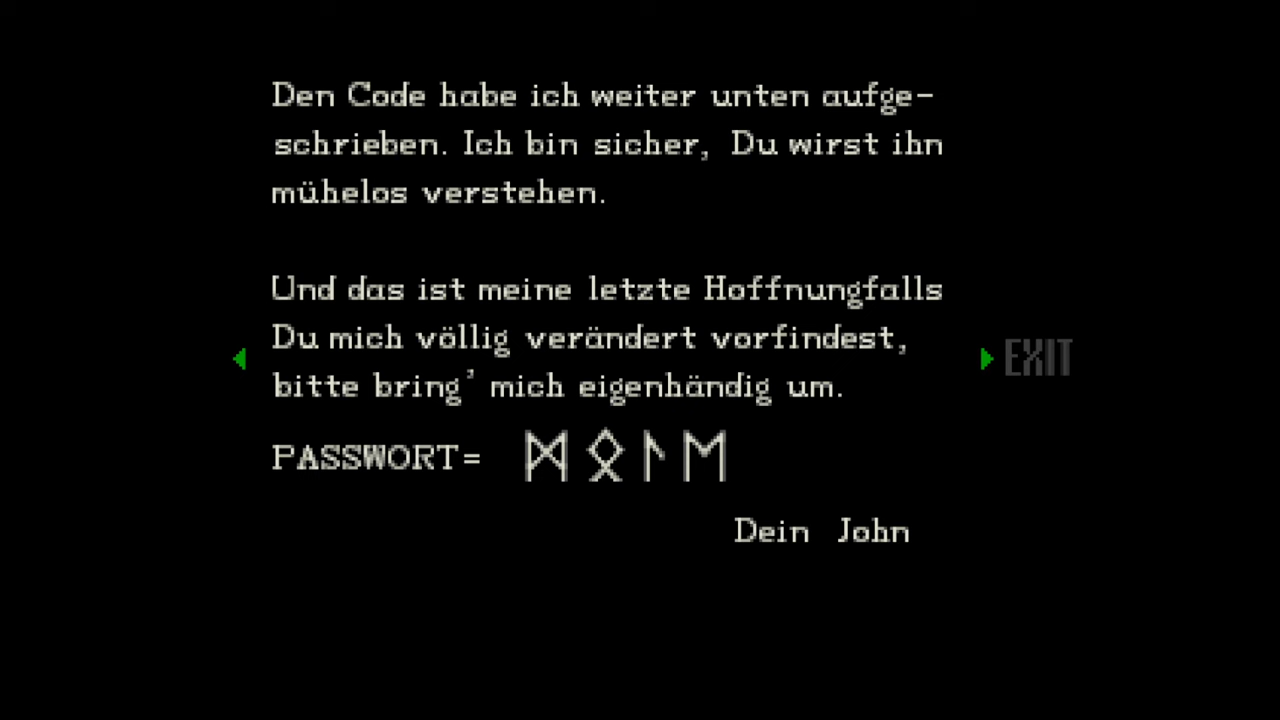 Den Code habe ich weiter unten aufge-
schrieben. Ich bin sicher, Du wirst ihn
mühelos verstehen.
Und das ist meine letzte Hoffnungfalls
Du mich völlig verändert vorfindest,
EXIT
bitte bring' mich eigenhändig um.
PASSWORT= ᛞᛟᛚᛖ
Dein John